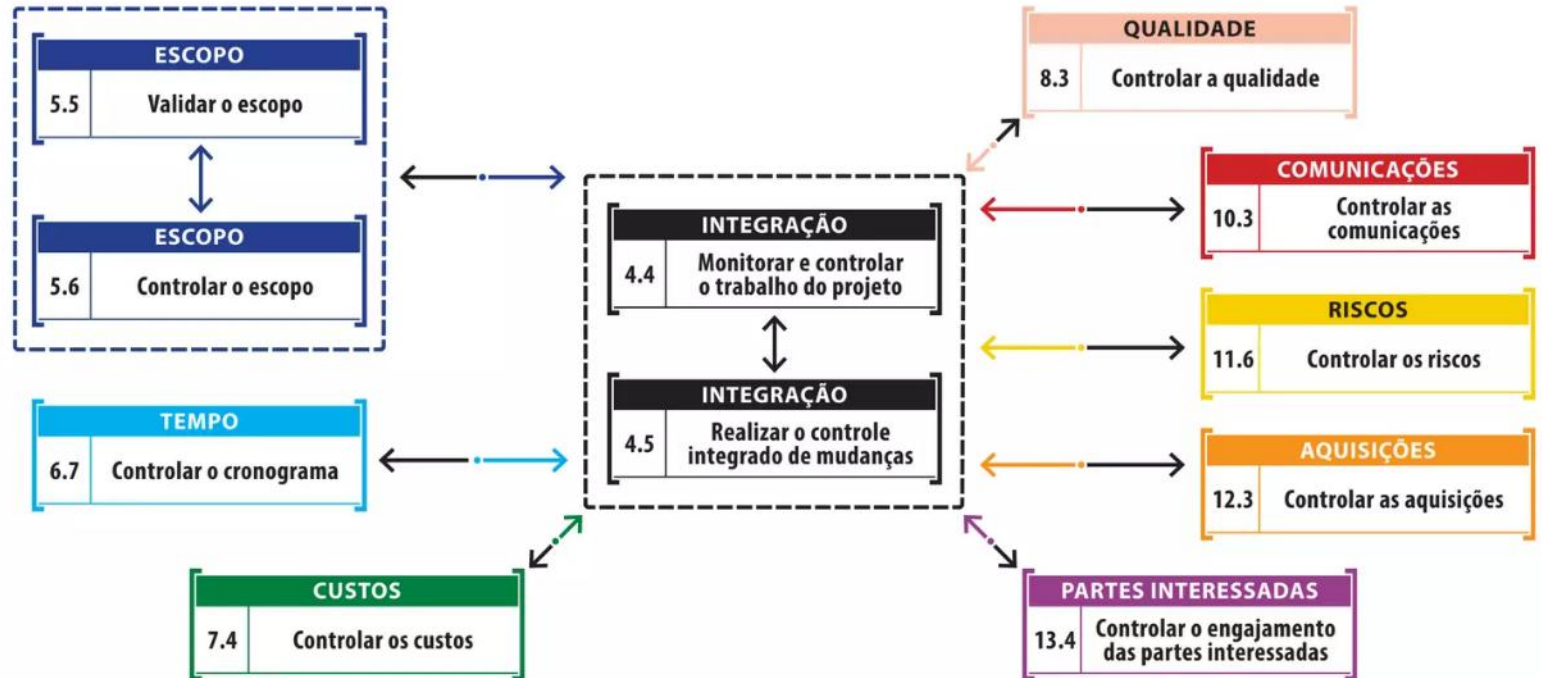 ESCOPO
5.5 Validar o escopo
ESCOPO
5.6 Controlar o escopo
TEMPO
6.7 Controlar o cronograma
CUSTOS
7.4 Controlar os custos
INTEGRAÇÃO
4.4 Monitorar e controlar
o trabalho do projeto
INTEGRAÇÃO
4.5 Realizar o controle
integrado de mudanças
QUALIDADE
8.3 Controlar a qualidade
COMUNICAÇÕES
10.3 Controlar as
comunicações
RISCOS
11.6 Controlar os riscos
AQUISIÇÕES
12.3 Controlar as aquisições
PARTES INTERESSADAS
13.4 Controlar o engajamento
das partes interessadas